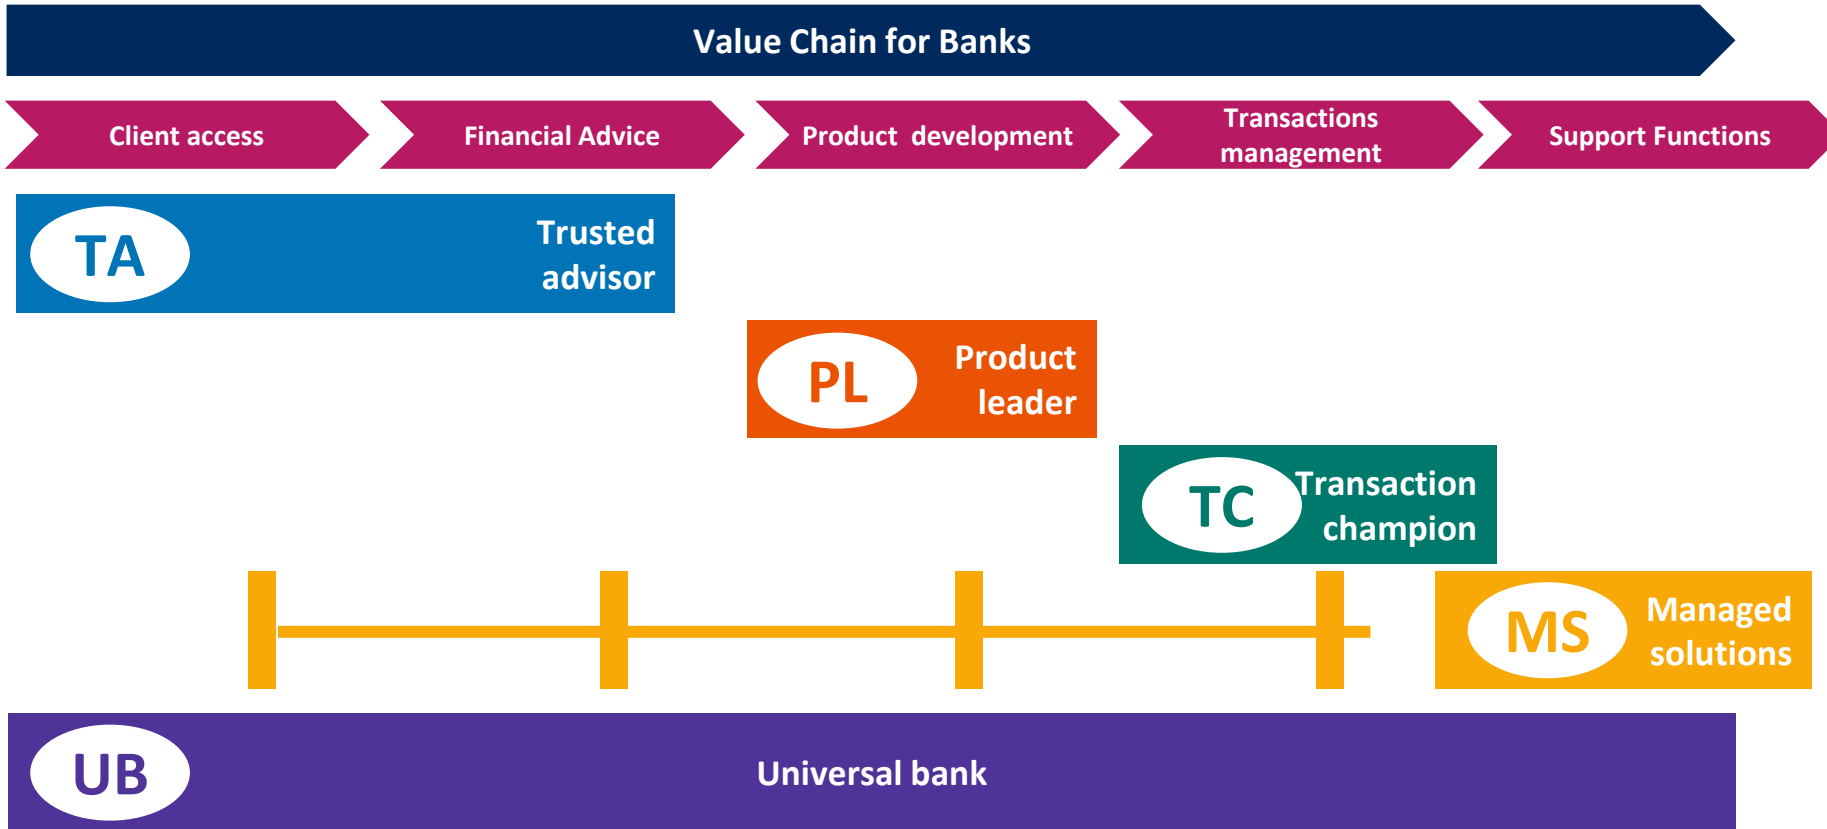 Value Chain for Banks
Client access
Financial Advice
Product development
Transactions
management
Support Functions
TA
Trusted
advisor
PL
Product
leader
TC
Transaction
champion
MS
Managed
solutions
UB
Universal bank